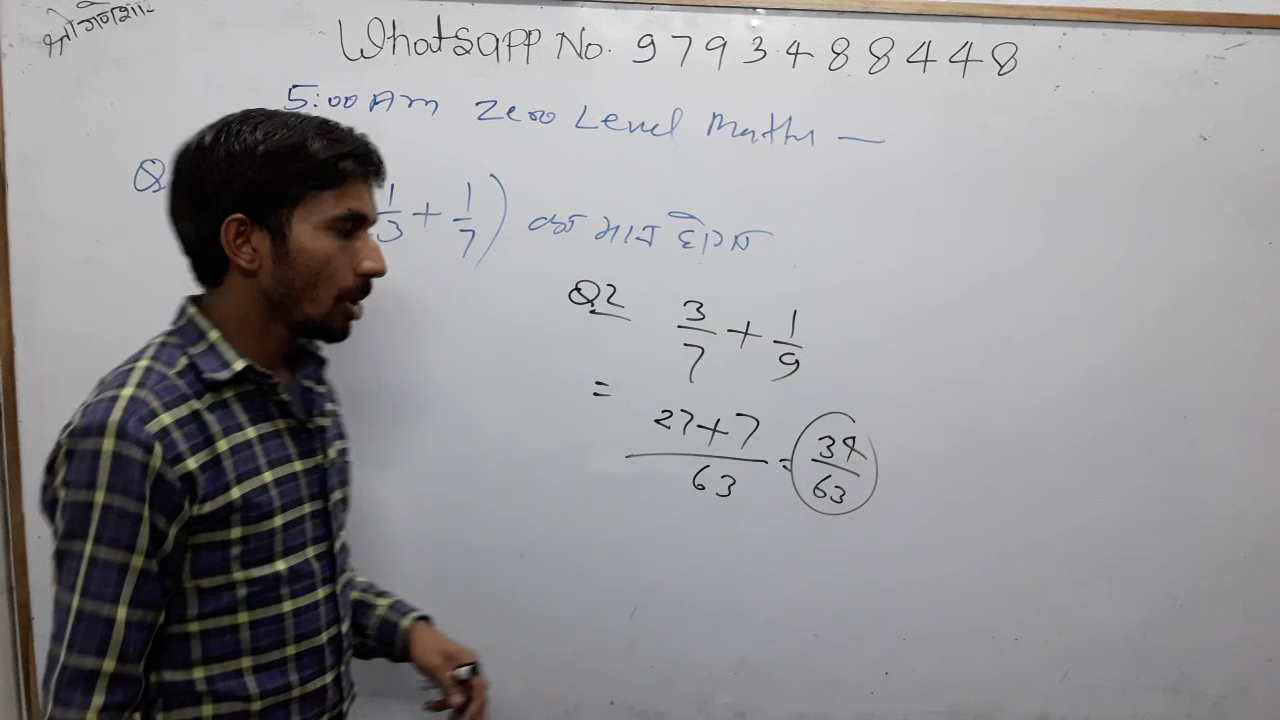 श्री गणेशाय
Whatsapp No. 9793488448
5:00 Am Zero Level Maths —
Q
1/3 + 1/7) का मान होगा
Q2 3/7 + 1/9
= (27+7)/63 = 34/63